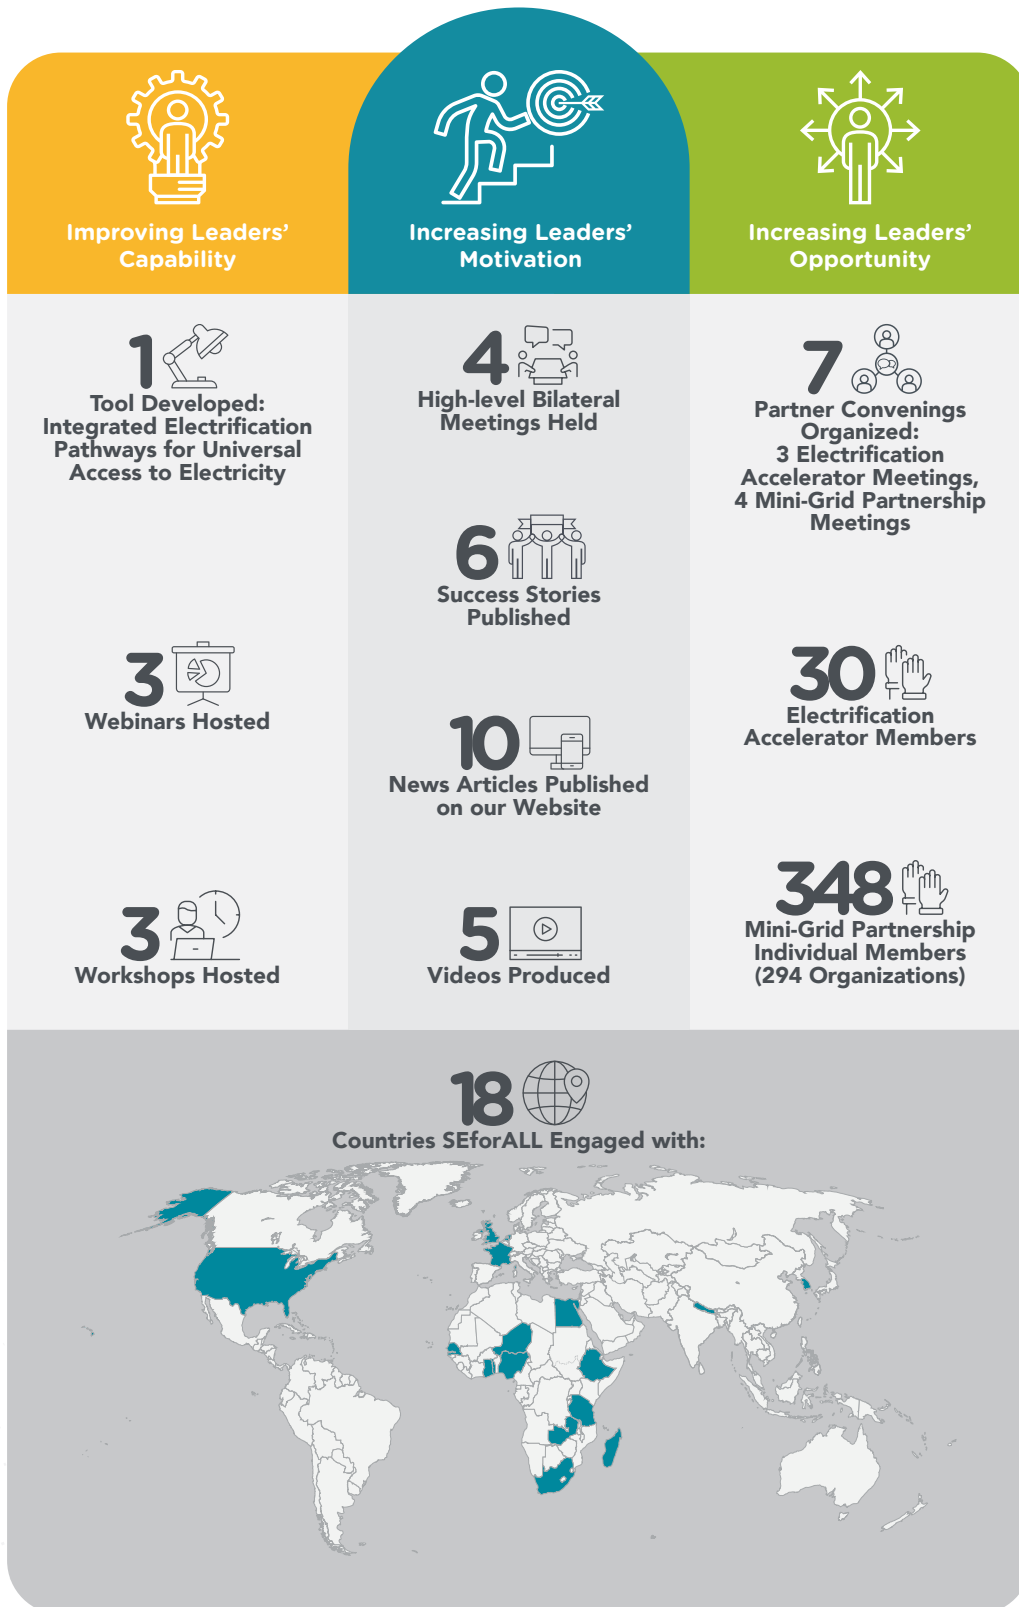 Improving Leaders’
Capability
Increasing Leaders’
Motivation
Increasing Leaders’
Opportunity
1
Tool Developed:
Integrated Electrification
Pathways for Universal
Access to Electricity
3
Webinars Hosted
3
Workshops Hosted
4
High-level Bilateral
Meetings Held
6
Success Stories
Published
10
News Articles Published
on our Website
5
Videos Produced
7
Partner Convenings
Organized:
3 Electrification
Accelerator Meetings,
4 Mini-Grid Partnership
Meetings
30
Electrification
Accelerator Members
348
Mini-Grid Partnership
Individual Members
(294 Organizations)
18
Countries SEforALL Engaged with: